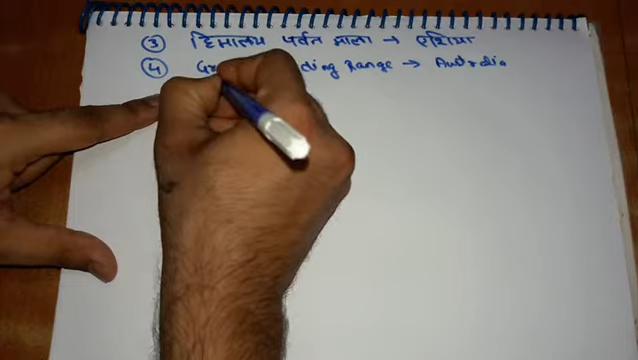 ③ हिमालय पर्वत माला → एशिया
④ Range → Australia